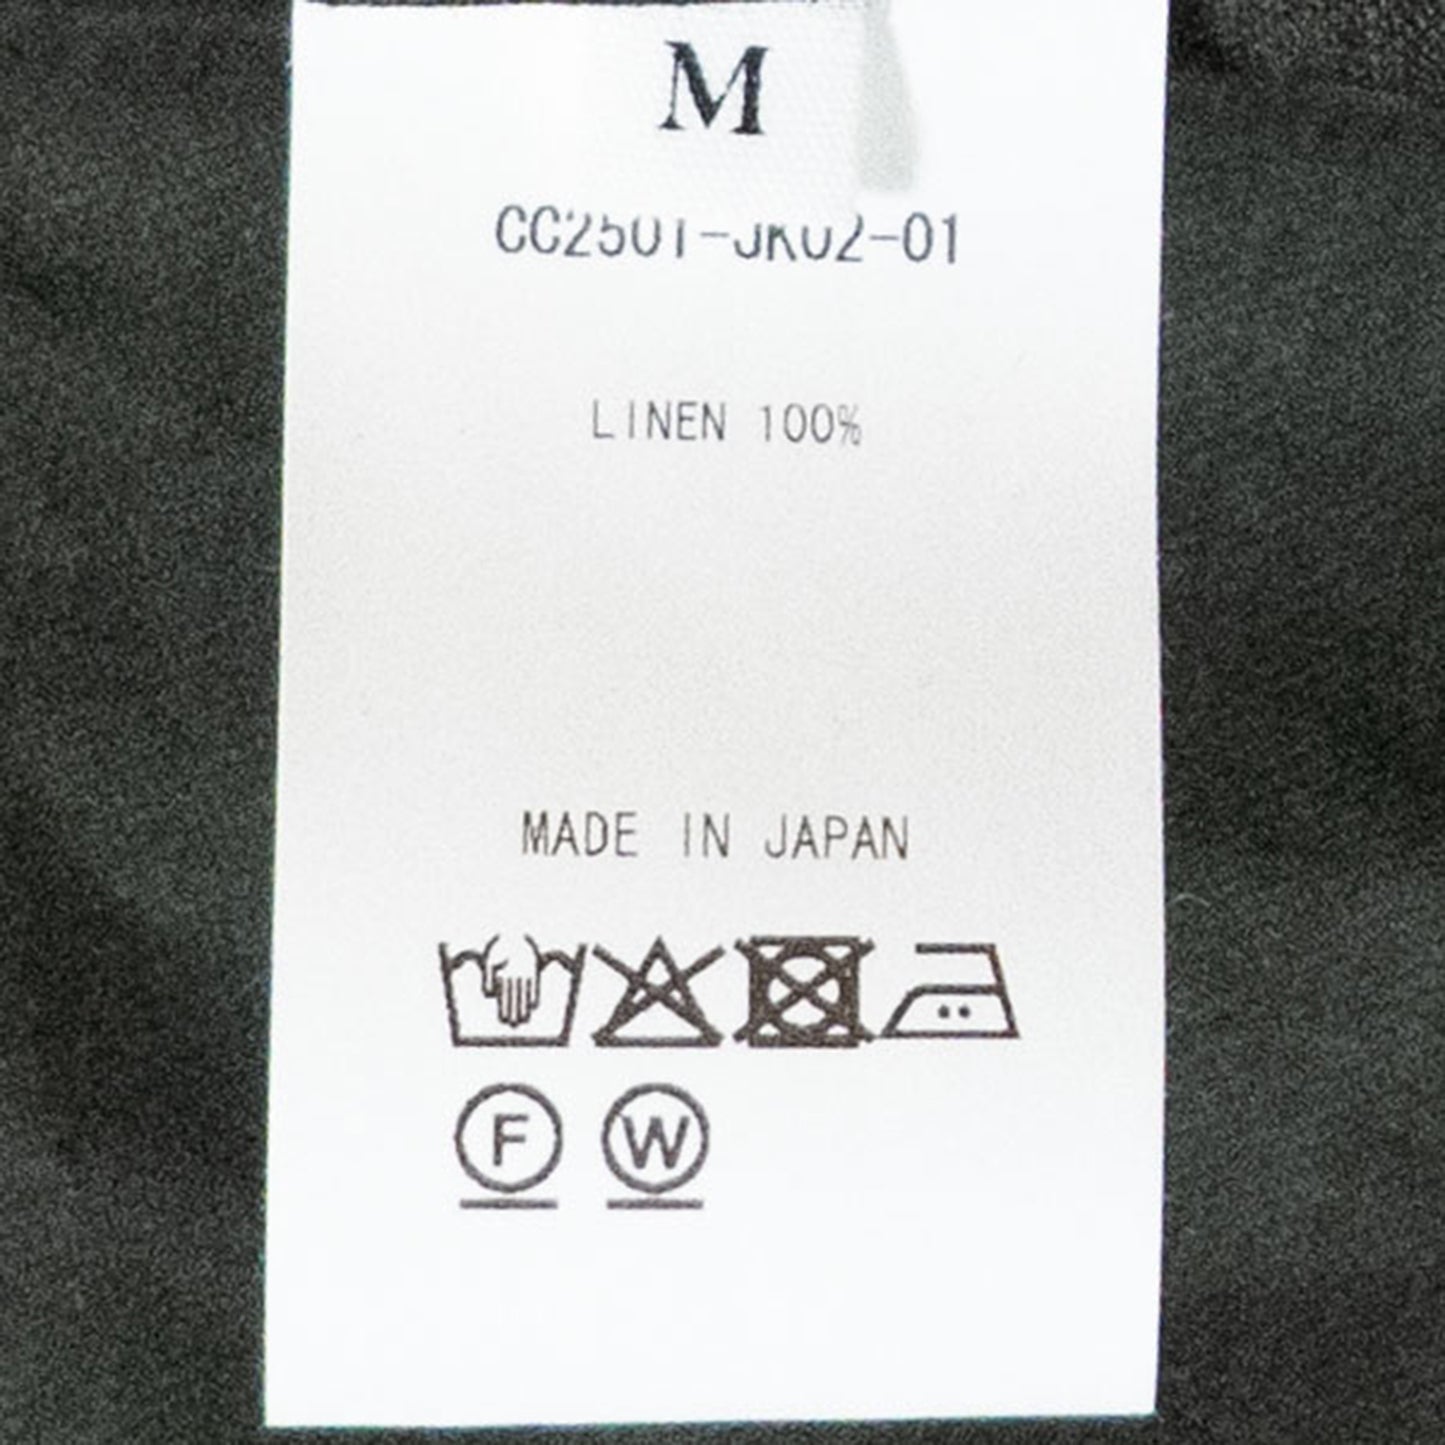 M
CC2501-JK02-01
LINEN 100%
MADE IN JAPAN
F W